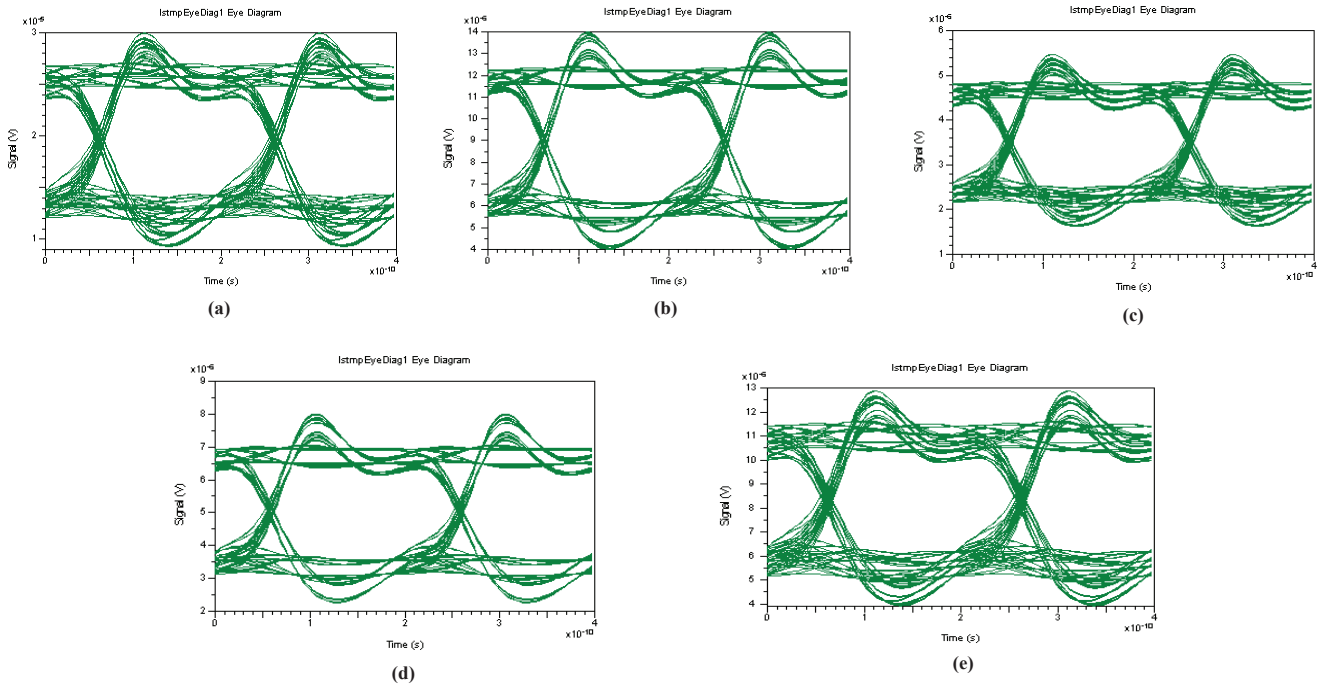 IstmpEyeDiag1 Eye Diagram
x10⁻⁵
3
2
1
Signal (V)
0 1 2 3 4
x10⁻¹⁰
Time (s)
(a)
IstmpEyeDiag1 Eye Diagram
x10⁻⁶
14
13
12
11
10
9
8
7
6
5
4
Signal (V)
0 1 2 3 4
x10⁻¹⁰
Time (s)
(b)
IstmpEyeDiag1 Eye Diagram
6
5
4
3
2
1
Signal (V)
0 1 2 3 4
x10⁻¹⁰
Time (s)
(c)
IstmpEyeDiag1 Eye Diagram
x10⁻⁶
9
8
7
6
5
4
3
2
Signal (V)
0 1 2 3 4
x10⁻¹⁰
Time (s)
(d)
IstmpEyeDiag1 Eye Diagram
13
12
11
10
9
8
7
6
5
4
Signal (V)
0 1 2 3 4
x10⁻¹⁰
Time (s)
(e)